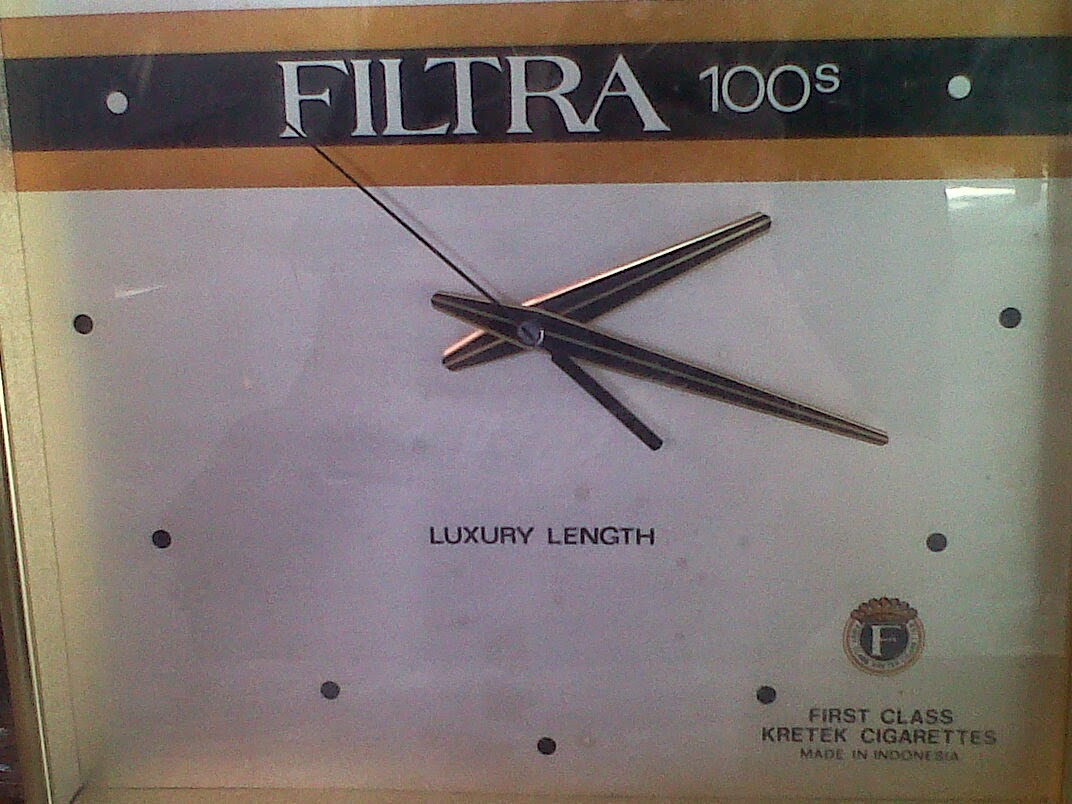 FILTRA 100s
LUXURY LENGTH
F
FIRST CLASS
KRETEK CIGARETTES
MADE IN INDONESIA